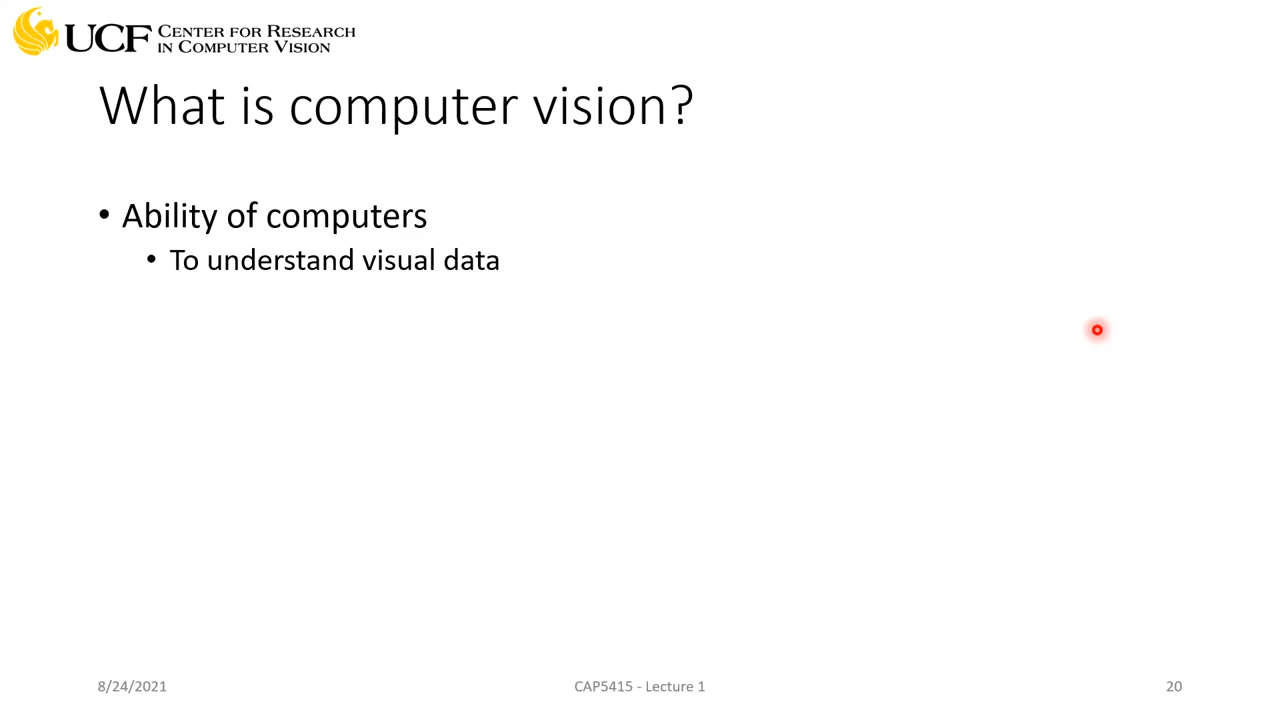 UCF CENTER FOR RESEARCH
IN COMPUTER VISION
What is computer vision?
• Ability of computers
• To understand visual data
8/24/2021
CAP5415 - Lecture 1
20